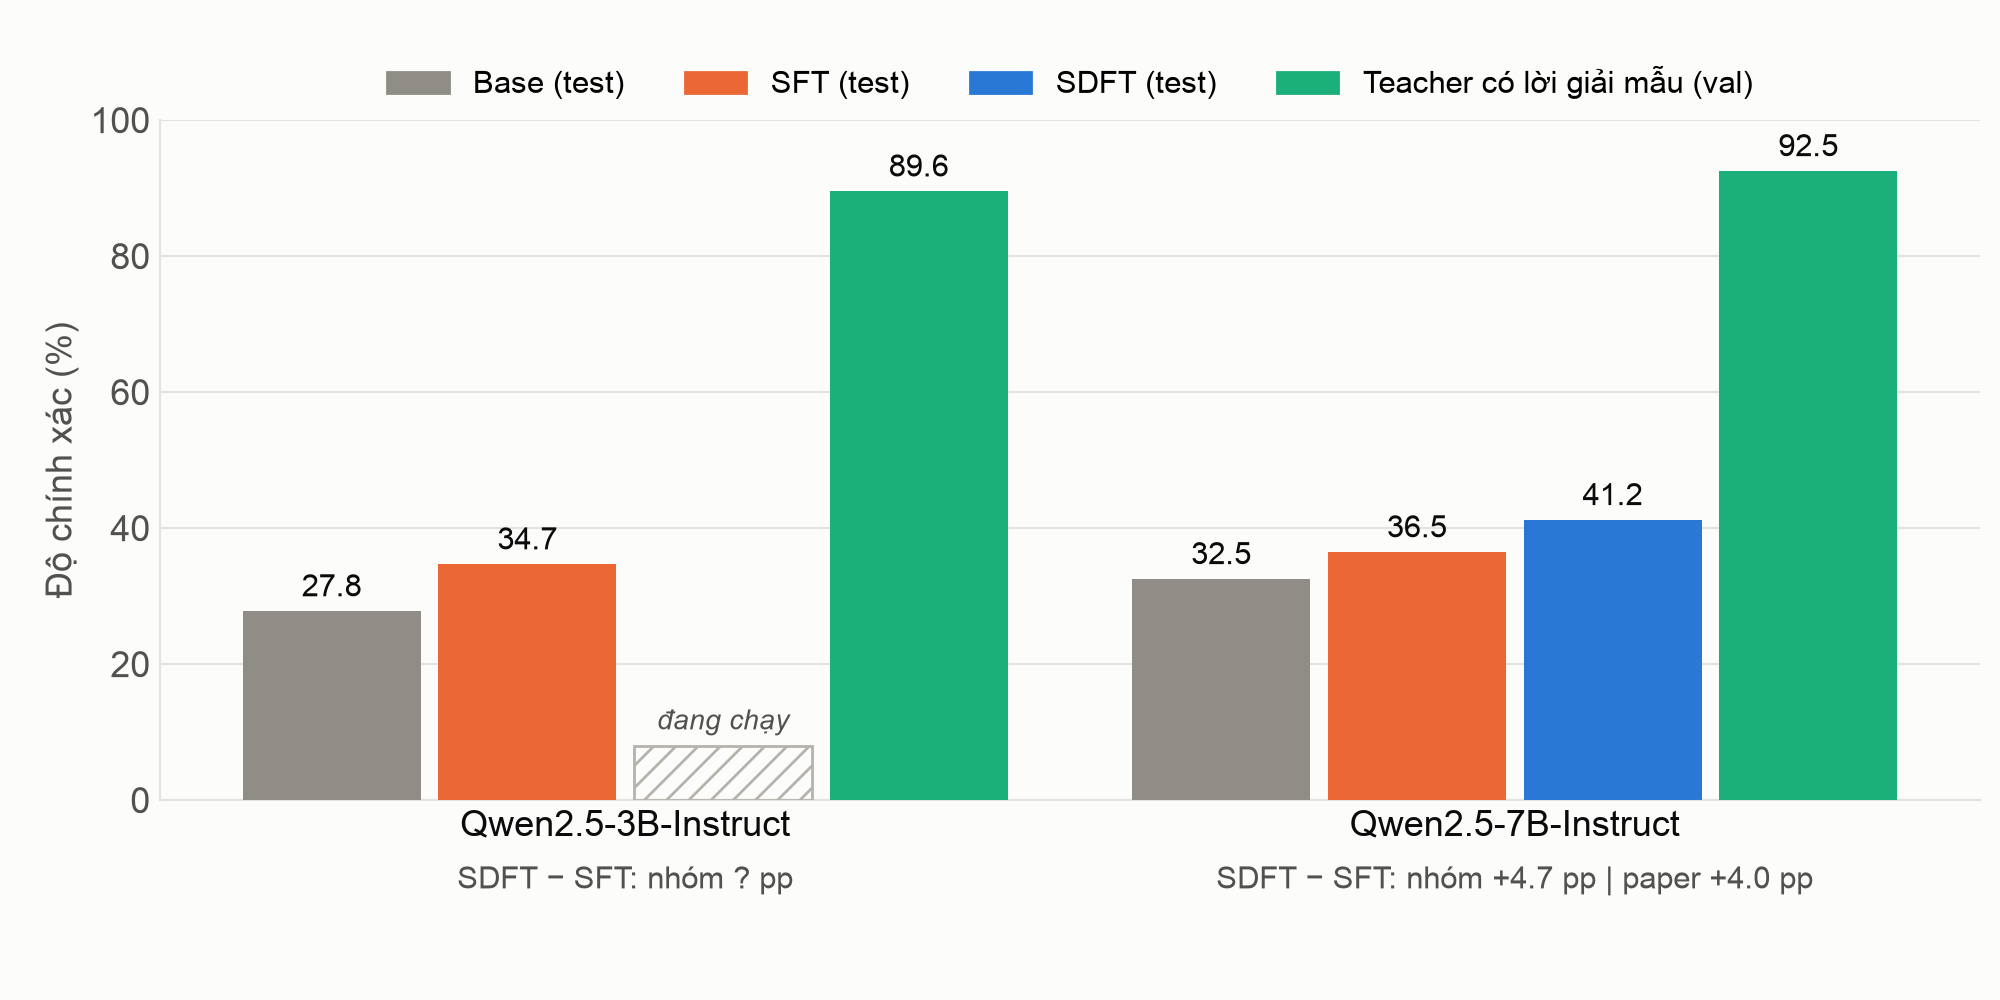 Base (test) SFT (test) SDFT (test) Teacher có lời giải mẫu (val)
Độ chính xác (%)
100
80
60
40
20
0
27.8
34.7
đang chạy
89.6
32.5
36.5
41.2
92.5
Qwen2.5-3B-Instruct
SDFT − SFT: nhóm ? pp
Qwen2.5-7B-Instruct
SDFT − SFT: nhóm +4.7 pp | paper +4.0 pp